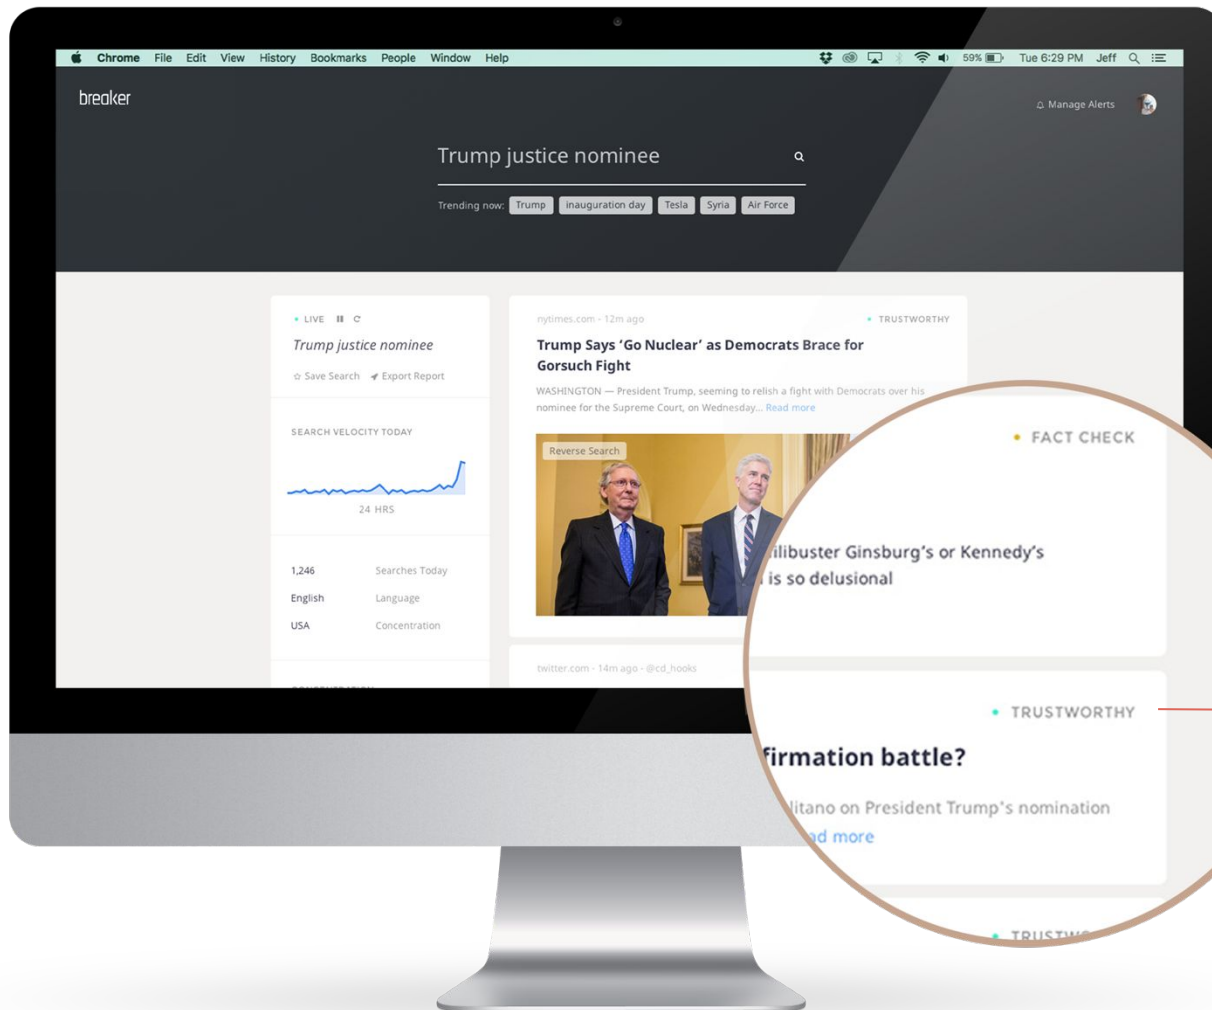 Chrome File Edit View History Bookmarks People Window Help
59% Tue 6:29 PM Jeff
breaker
Manage Alerts
Trump justice nominee
Trending now: Trump inauguration day Tesla Syria Air Force
LIVE
Trump justice nominee
Save Search Export Report
SEARCH VELOCITY TODAY
24 HRS
1,246 Searches Today
English Language
USA Concentration
nytimes.com - 12m ago
TRUSTWORTHY
Trump Says ‘Go Nuclear’ as Democrats Brace for
Gorsuch Fight
WASHINGTON — President Trump, seeming to relish a fight with Democrats over his
nominee for the Supreme Court, on Wednesday... Read more
Reverse Search
twitter.com - 14m ago - @cd_hooks
FACT CHECK
ilibuster Ginsburg's or Kennedy's
is so delusional
TRUSTWORTHY
firmation battle?
litano on President Trump's nomination
ad more
TRUSTWO